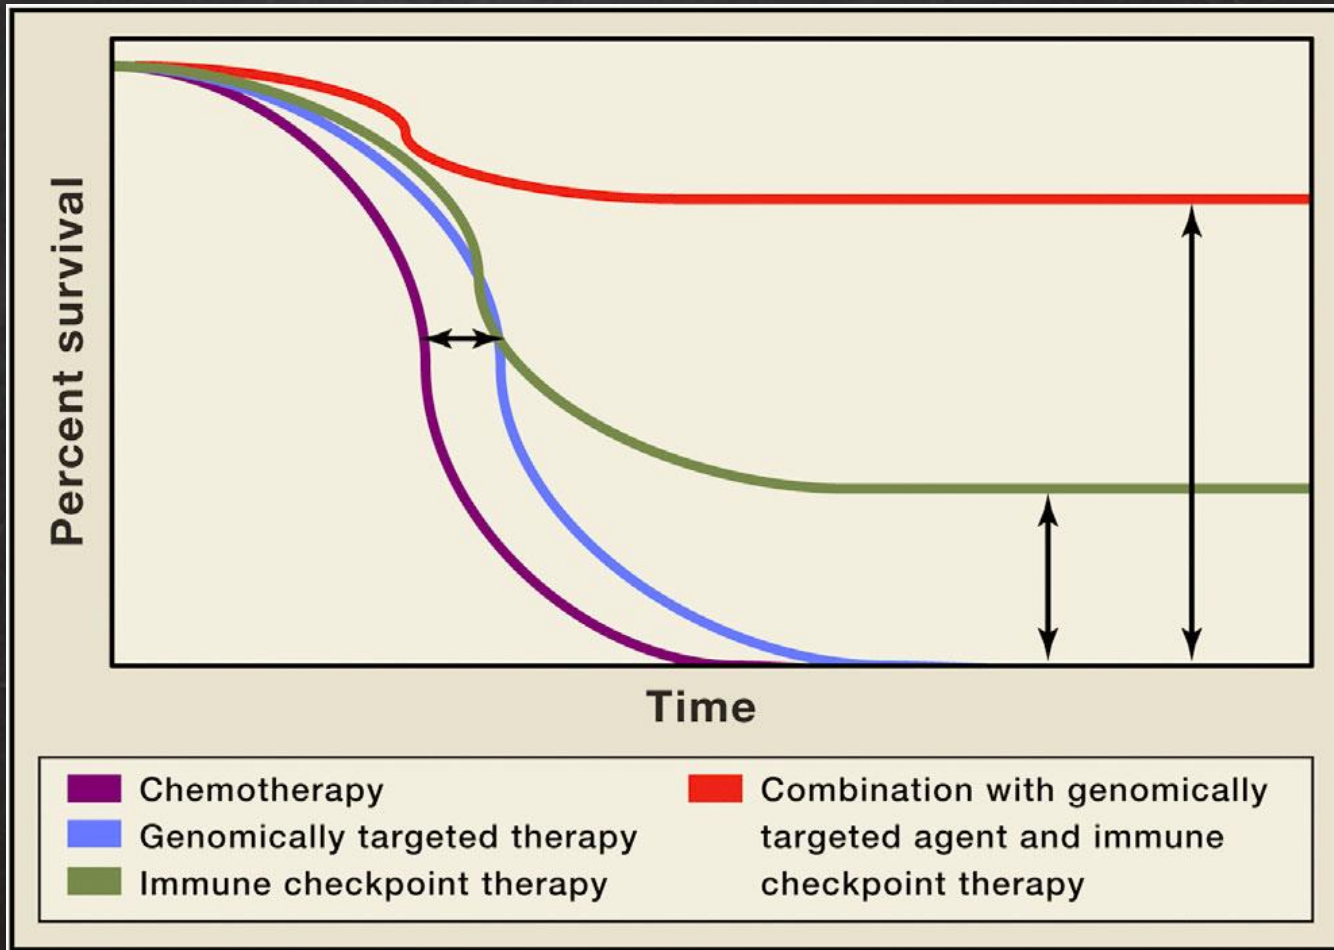 Percent survival
Time
Chemotherapy
Genomically targeted therapy
Immune checkpoint therapy
Combination with genomically
targeted agent and immune
checkpoint therapy